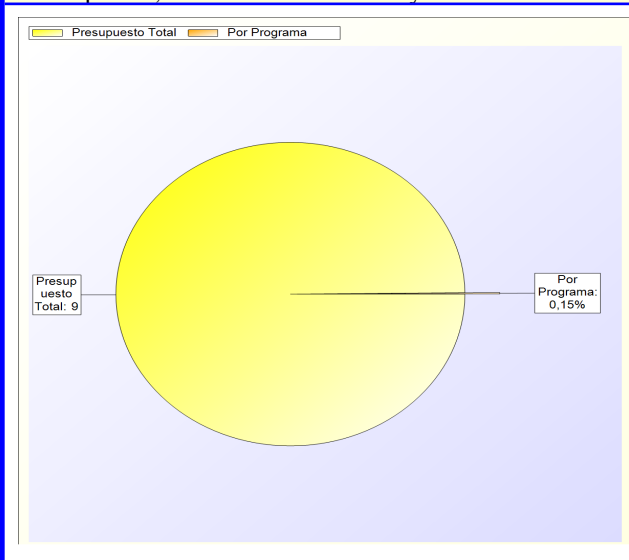 Presupuesto Total Por Programa
Presup
uesto
Total: 9
Por
Programa:
0,15%